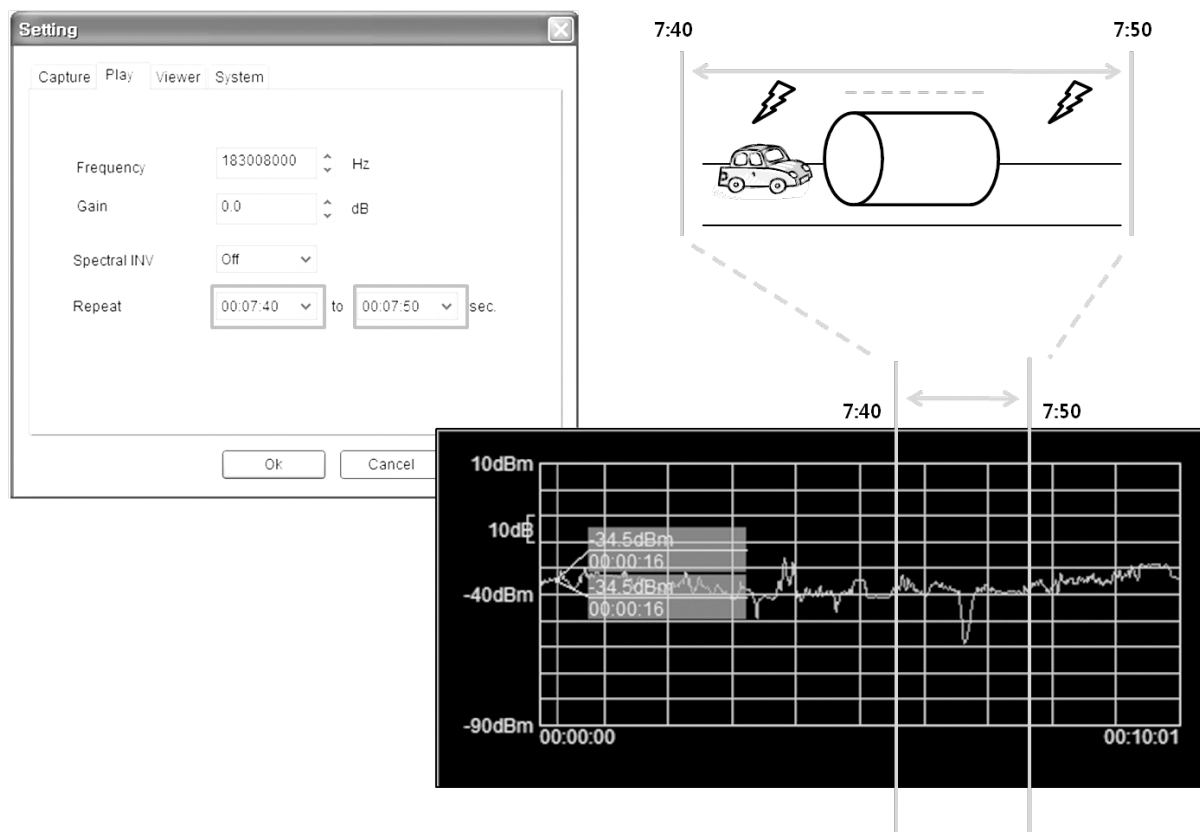 Setting
Capture Play Viewer System
Frequency 183008000 Hz
Gain 0.0 dB
Spectral INV Off
Repeat 00:07:40 to 00:07:50 sec.
Ok Cancel
7:40 7:50
7:40 7:50
10dBm
10dB
-34.5dBm
00:00:16
-34.5dBm
00:00:16
-40dBm
-90dBm
00:00:00 00:10:01